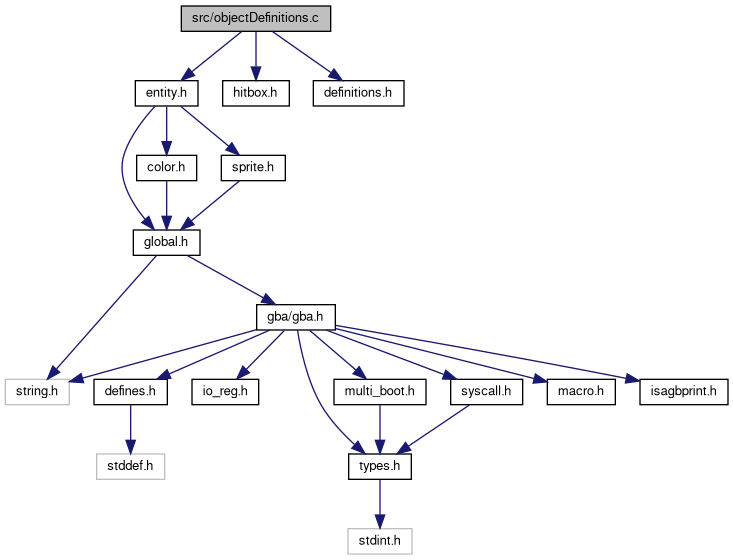 src/objectDefinitions.c
entity.h
hitbox.h
definitions.h
color.h
sprite.h
global.h
gba/gba.h
string.h
defines.h
io_reg.h
multi_boot.h
syscall.h
macro.h
isagbprint.h
stddef.h
types.h
stdint.h